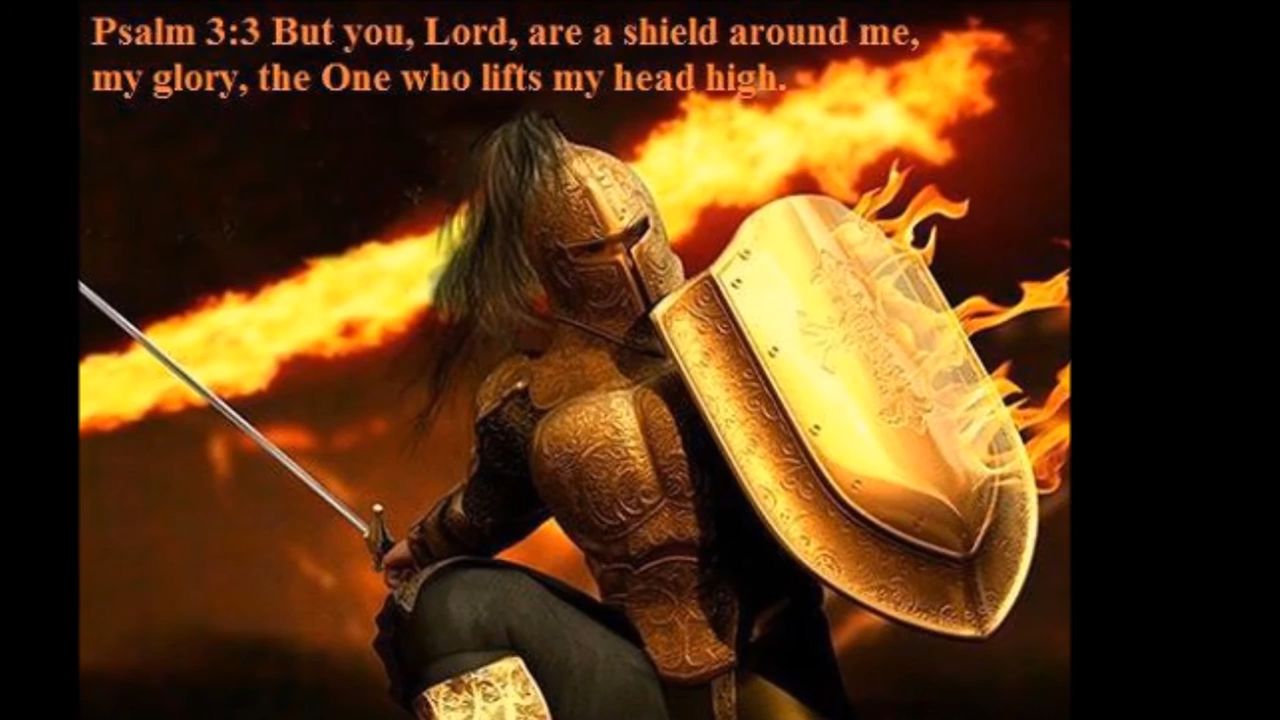 Psalm 3:3 But you, Lord, are a shield around me,
my glory, the One who lifts my head high.